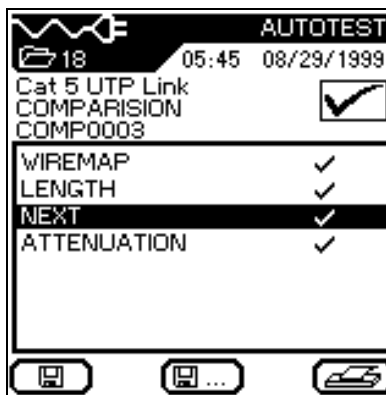 AUTOTEST
18 05:45 08/29/1999
Cat 5 UTP Link
COMPARISION
COMP0003
WIREMAP
LENGTH
NEXT
ATTENUATION
...